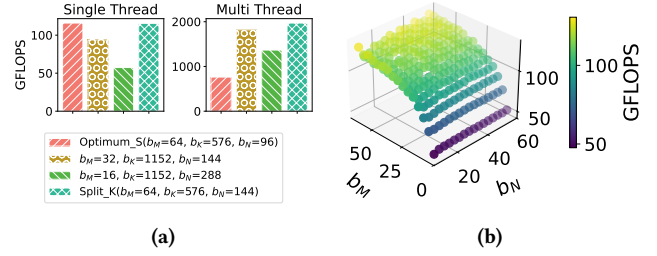 Single Thread
Multi Thread
GFLOPS
100
50
0
2000
1000
0
Optimum_S(b_M=64, b_K=576, b_N=96)
b_M=32, b_K=1152, b_N=144
b_M=16, b_K=1152, b_N=288
Split_K(b_M=64, b_K=576, b_N=144)
(a)
100
50
50
25
0
b_M
20
40
60
b_N
100
50
GFLOPS
(b)